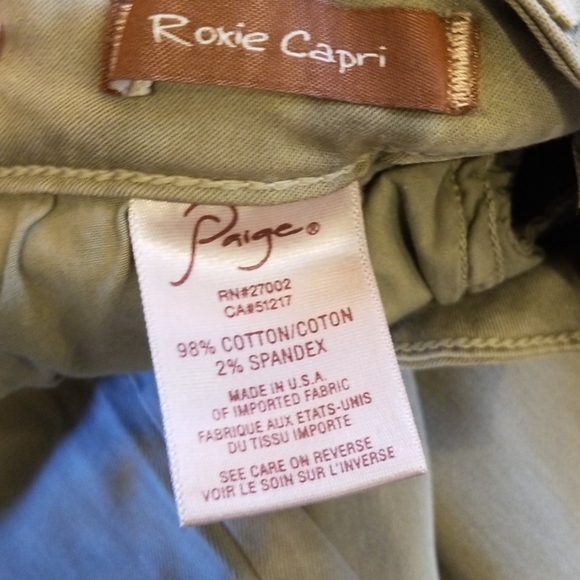 Roxie Capri
Paige®
RN#27002
CA#51217
98% COTTON/COTON
2% SPANDEX
MADE IN U.S.A.
OF IMPORTED FABRIC
FABRIQUE AUX ETATS-UNIS
DU TISSU IMPORTE
SEE CARE ON REVERSE
VOIR LE SOIN SUR L'INVERSE